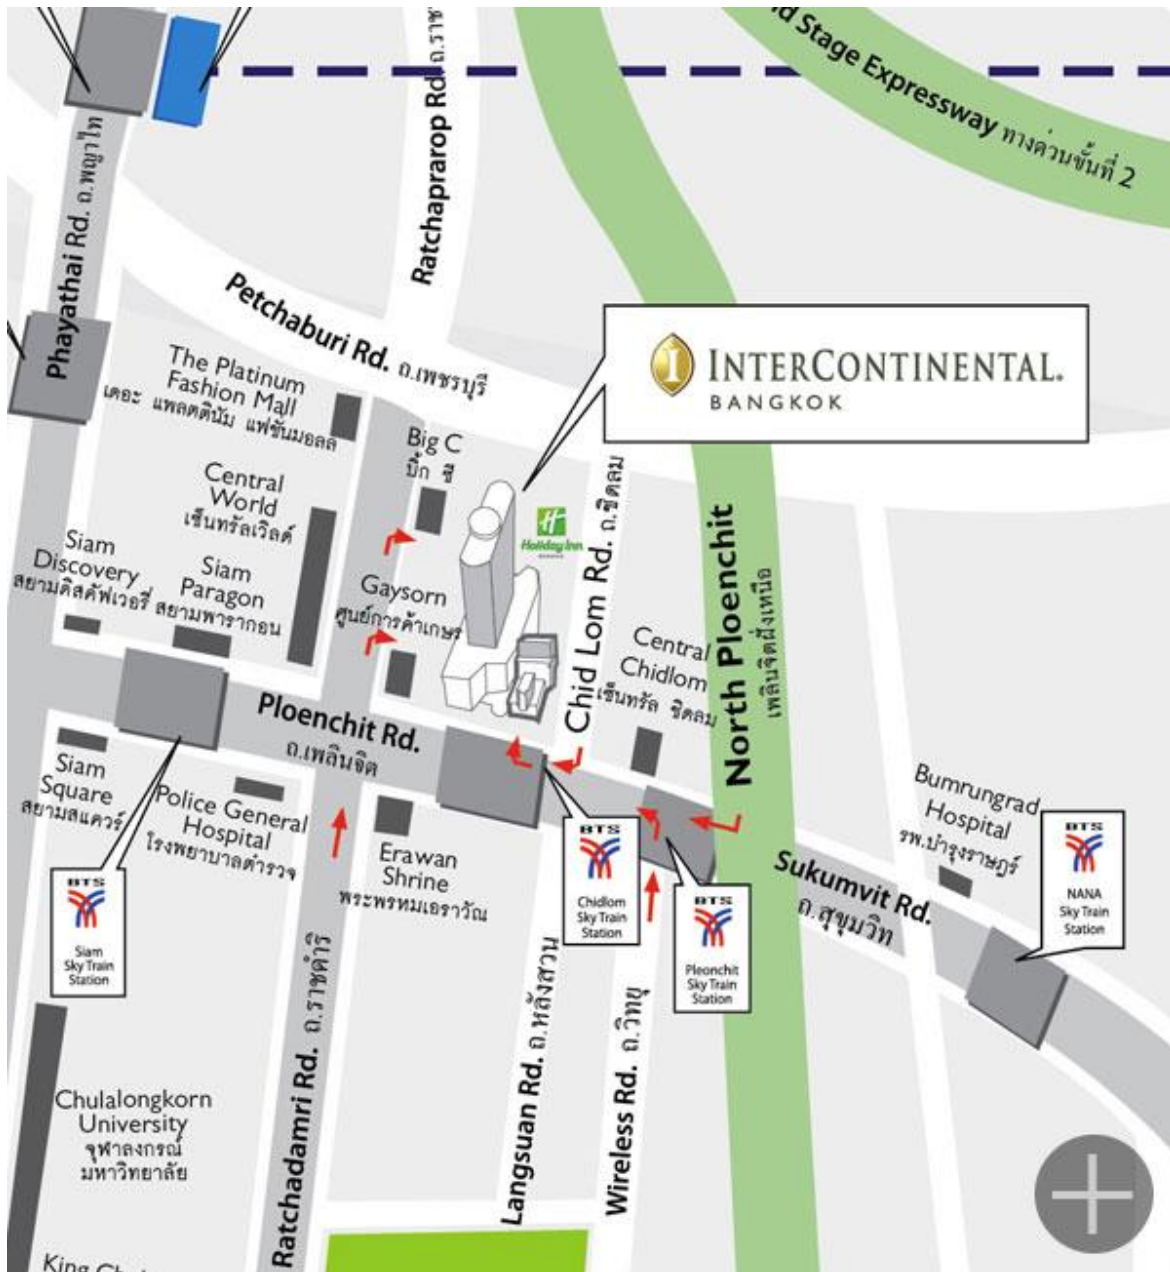 Ratchaprarop Rd. ถ.ราช
nd Stage Expressway ทางด่วนขั้นที่ 2
Phayathai Rd. ถ.พญาไท
Petchaburi Rd. ถ.เพชรบุรี
INTERCONTINENTAL.
BANGKOK
The Platinum
Fashion Mall
เดอะ แพลตตินัม แฟชั่นมอลล
Big C
บิ๊ก ซี
Central
World
เซ็นทรัลเวิลด์
Holiday Inn
Chid Lom Rd. ถ.ชิดลม
Siam
Discovery
สยามดิสคัฟเวอรี่
Siam
Paragon
สยามพารากอน
Gaysorn
ศูนย์การค้าเกษร
Central
Chidlom
เซ็นทรัล ชิดลม
North Ploenchit
เพลินจิตฝั่งเหนือ
Ploenchit Rd.
ถ.เพลินจิต
Siam
Square
สยามสแควร์
Police General
Hospital
โรงพยาบาลตำรวจ
Erawan
Shrine
พระพรหมเอราวัณ
Bumrungrad
Hospital
รพ.บำรุงราษฎร์
Sukumvit Rd.
ถ.สุขุมวิท
BTS
Siam
Sky Train
Station
BTS
Chidlom
Sky Train
Station
BTS
Pleonchit
Sky Train
Station
BTS
NANA
Sky Train
Station
Ratchadamri Rd. ถ.ราชดำริ
Langsuan Rd. ถ.หลังสวน
Wireless Rd. ถ.วิทยุ
Chulalongkorn
University
จุฬาลงกรณ์
มหาวิทยาลัย